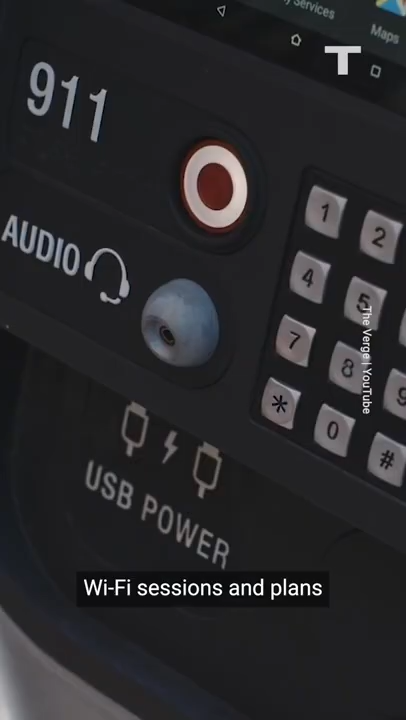 Services
Maps
T
911
1
2
AUDIO
4
5
7
8
9
*
0
#
The Verge | YouTube
USB POWER
Wi-Fi sessions and plans